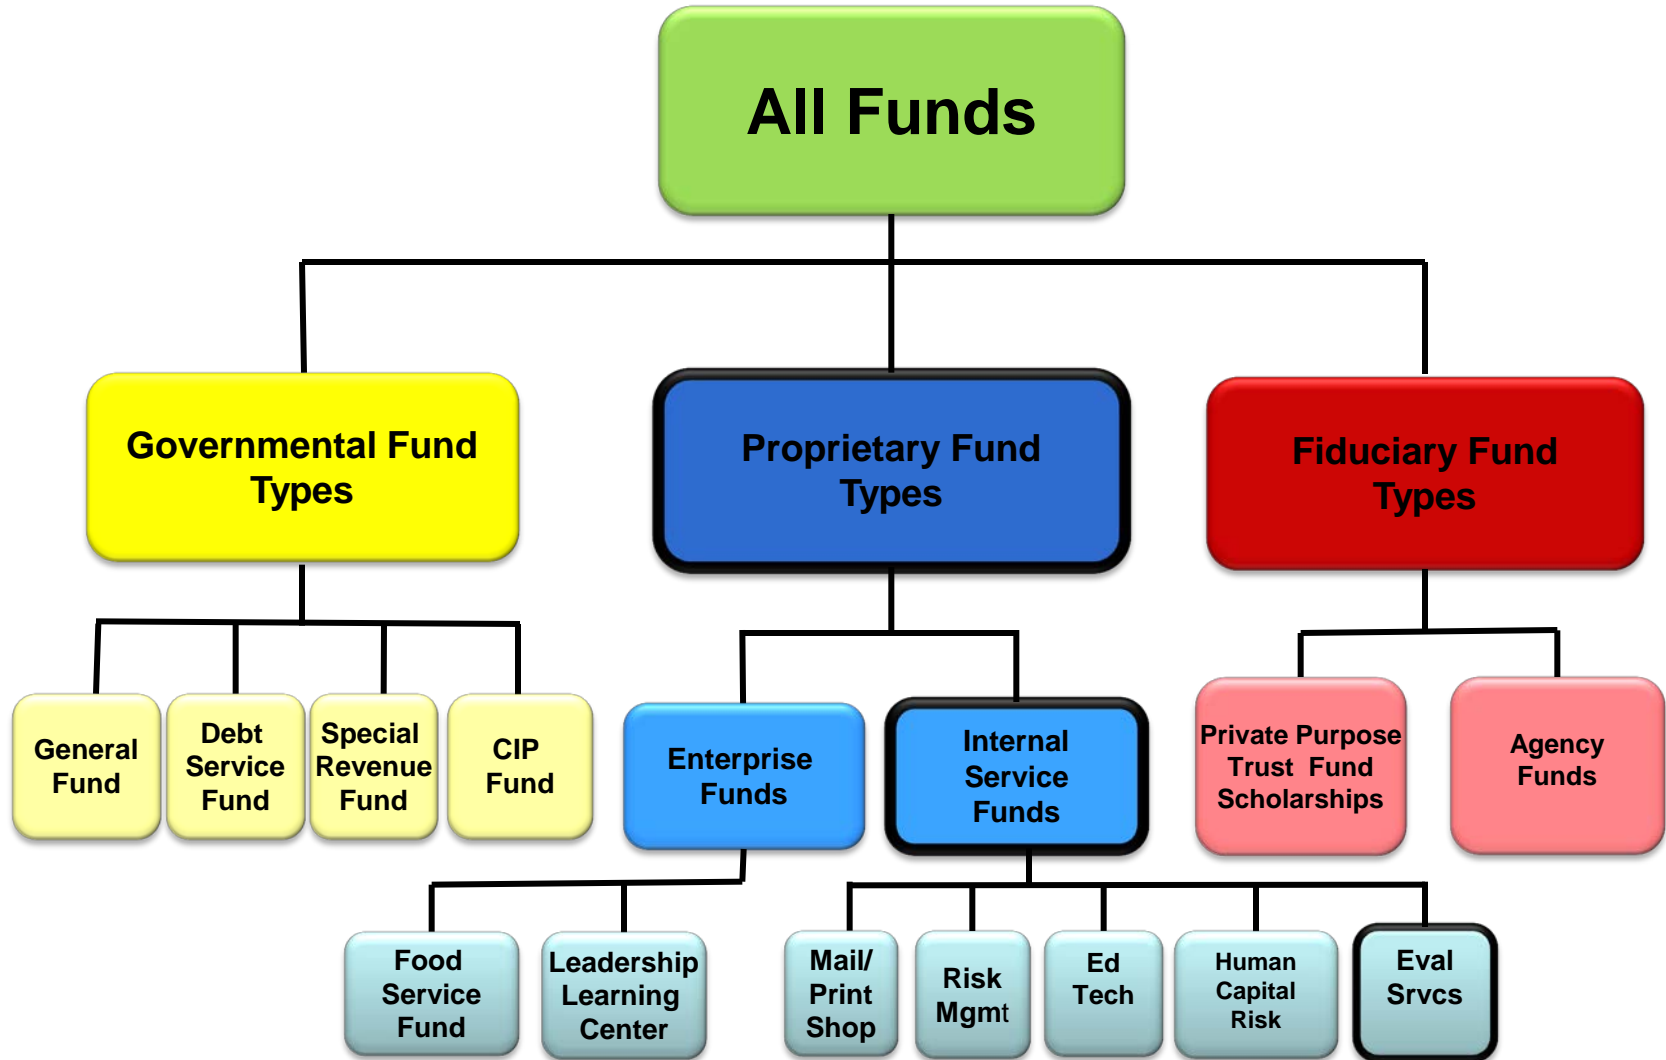 All Funds
Governmental Fund
Types
Proprietary Fund
Types
Fiduciary Fund
Types
General
Fund
Debt
Service
Fund
Special
Revenue
Fund
CIP
Fund
Enterprise
Funds
Internal
Service
Funds
Private Purpose
Trust Fund
Scholarships
Agency
Funds
Food
Service
Fund
Leadership
Learning
Center
Mail/
Print
Shop
Risk
Mgmt
Ed
Tech
Human
Capital
Risk
Eval
Srvcs